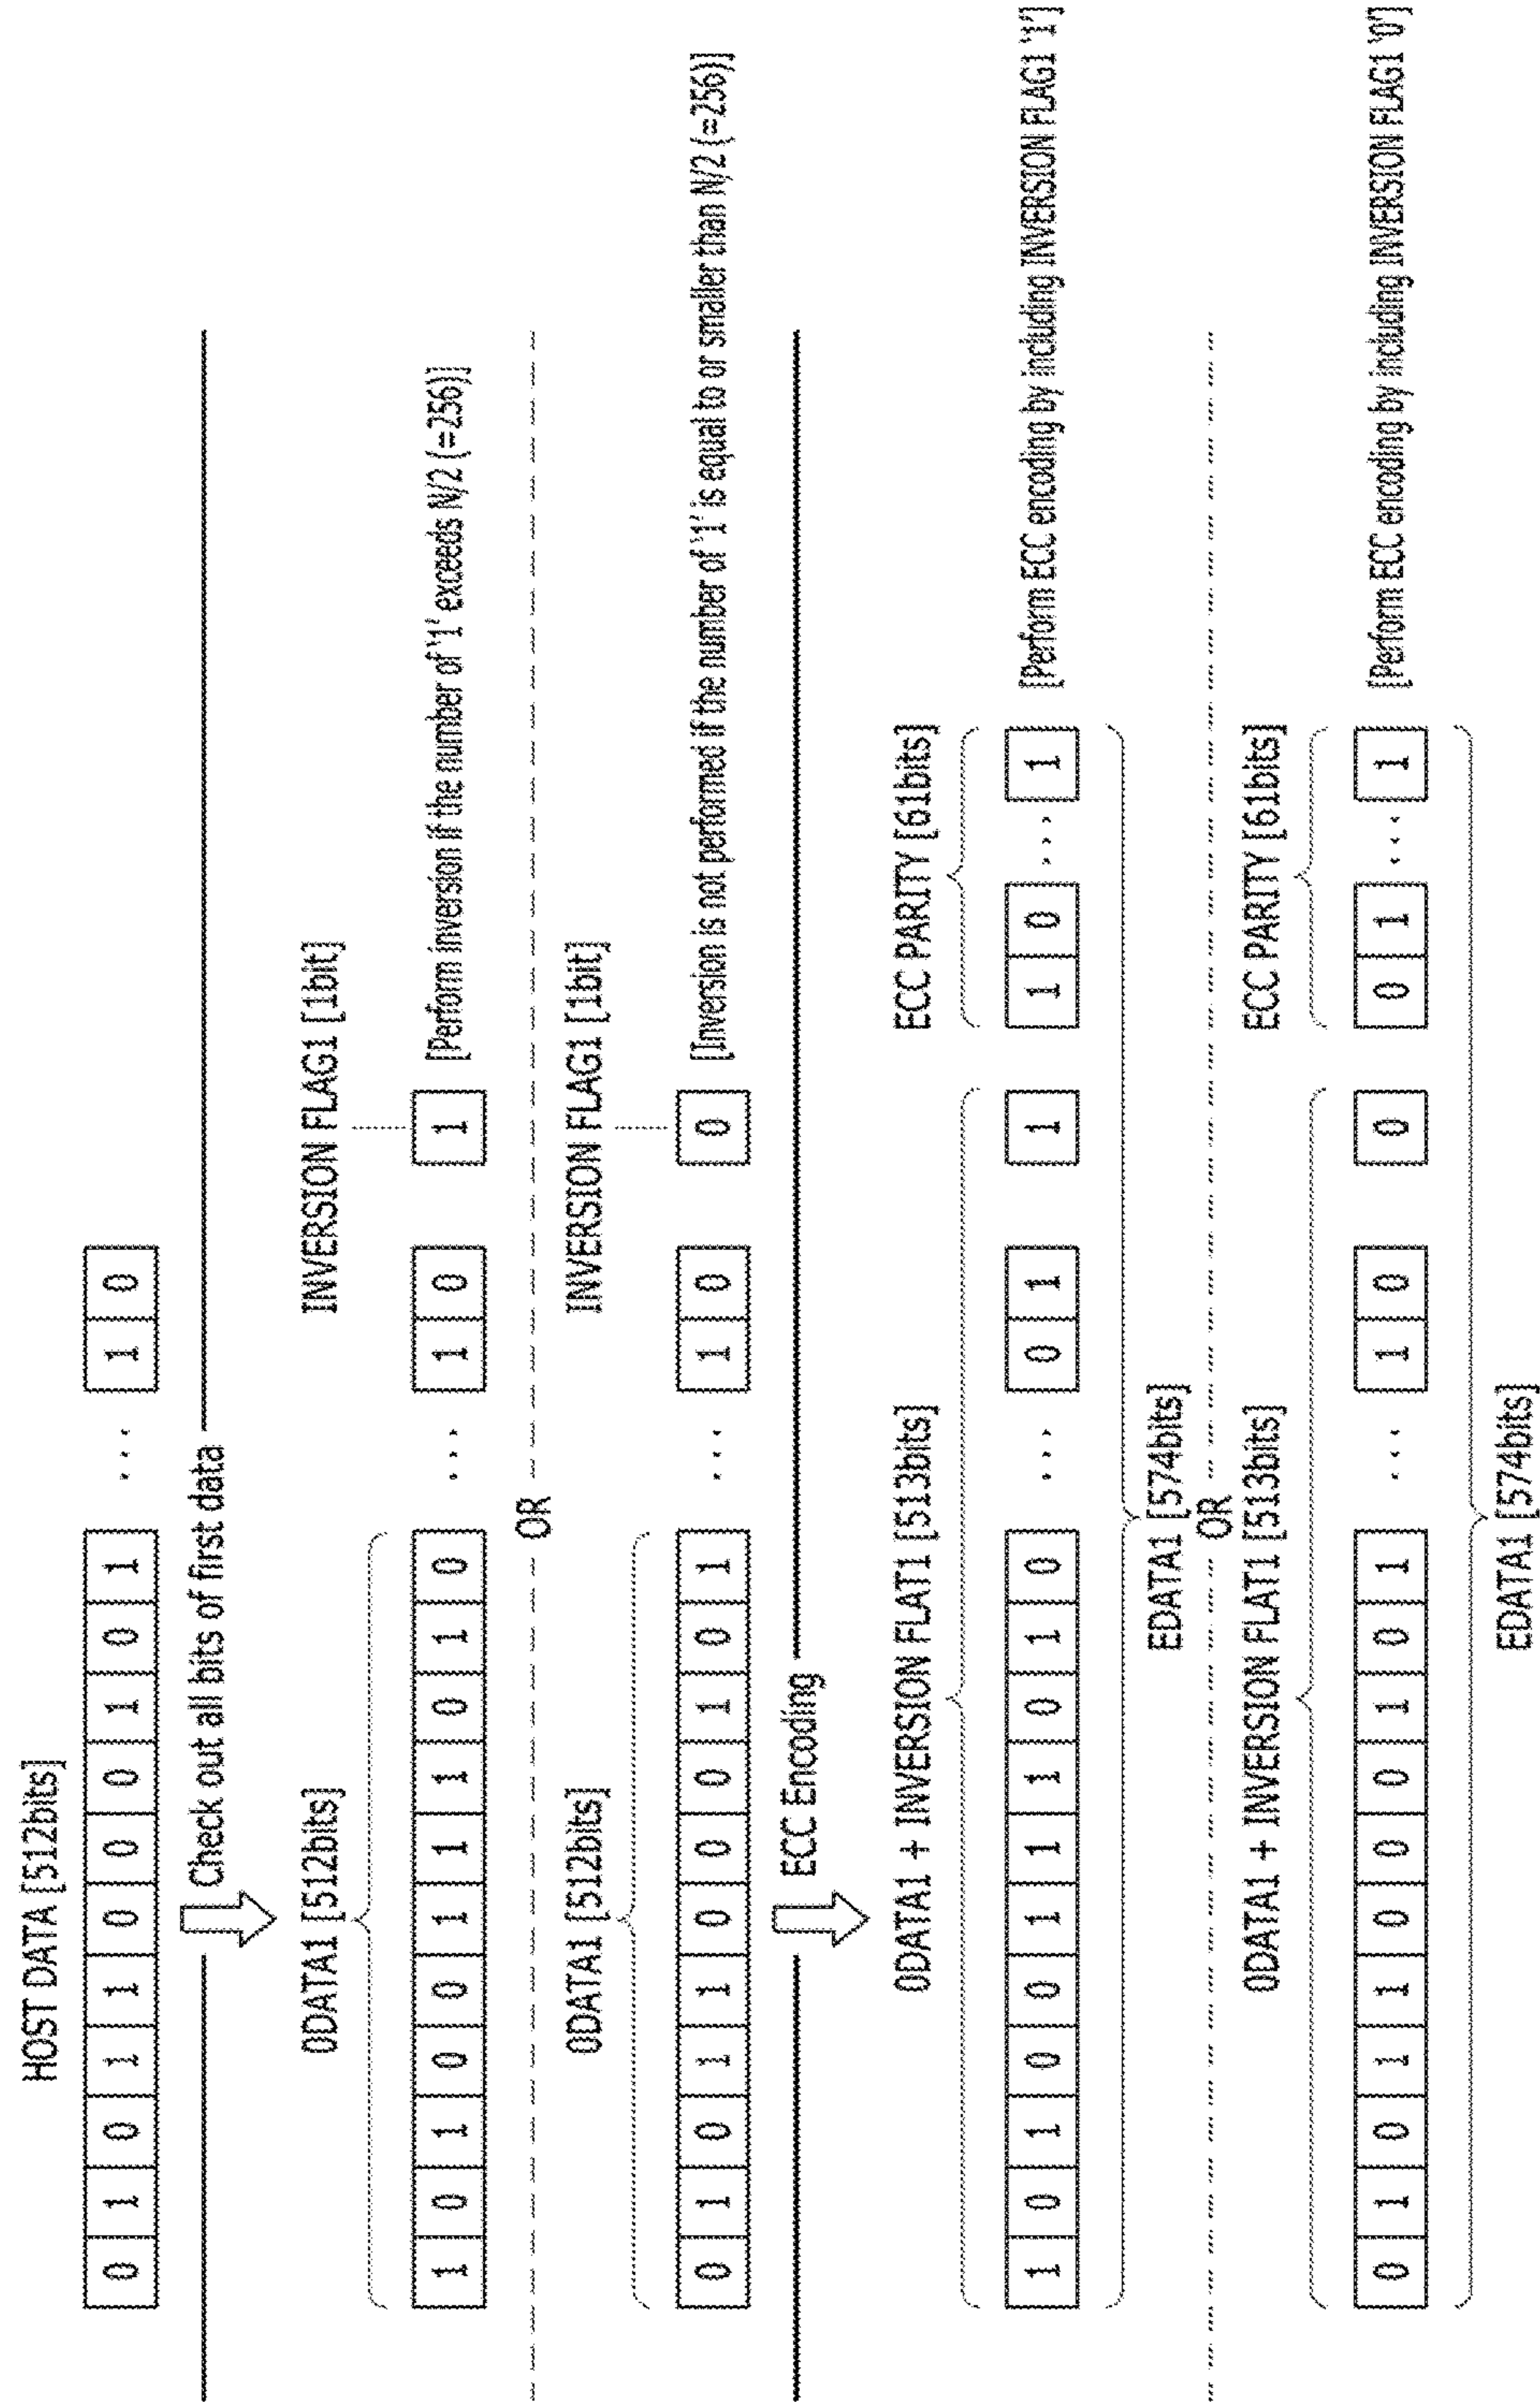 HOST DATA [512bits]
0 1 0 1 1 0 0 0 1 0 1 ... 1 0
Check out all bits of first data
ODATA1 [512bits]
INVERSION FLAG1 [1bit]
1 0 1 0 0 1 1 1 0 1 0 ... 1 0 1 [Perform inversion if the number of '1' exceeds N/2 (=256)]
OR
ODATA1 [512bits]
INVERSION FLAG1 [1bit]
0 1 0 1 1 0 0 0 1 0 1 ... 1 0 0 [Inversion is not performed if the number of '1' is equal to or smaller than N/2 (=256)]
ECC Encoding
ODATA1 + INVERSION FLAT1 [513bits]
ECC PARITY [61bits]
1 0 1 0 0 1 1 1 0 1 0 ... 0 1 1 1 0 ... 1 [Perform ECC encoding by including INVERSION FLAG1 '1']
EDATA1 [574bits]
OR
ODATA1 + INVERSION FLAT1 [513bits]
ECC PARITY [61bits]
0 1 0 1 1 0 0 0 1 0 1 ... 1 0 0 0 1 ... 1 [Perform ECC encoding by including INVERSION FLAG1 '0']
EDATA1 [574bits]